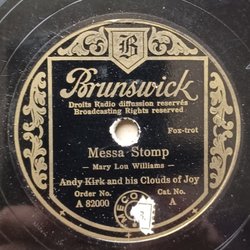 B
Brunswick
Droits Radio diffusion reservés
Broadcasting Rights reserved
Fox-trot
Messa Stomp
- Mary Lou Williams -
Andy Kirk and his Clouds of Joy
Order No. Cat. No.
A 82000 A
MECO